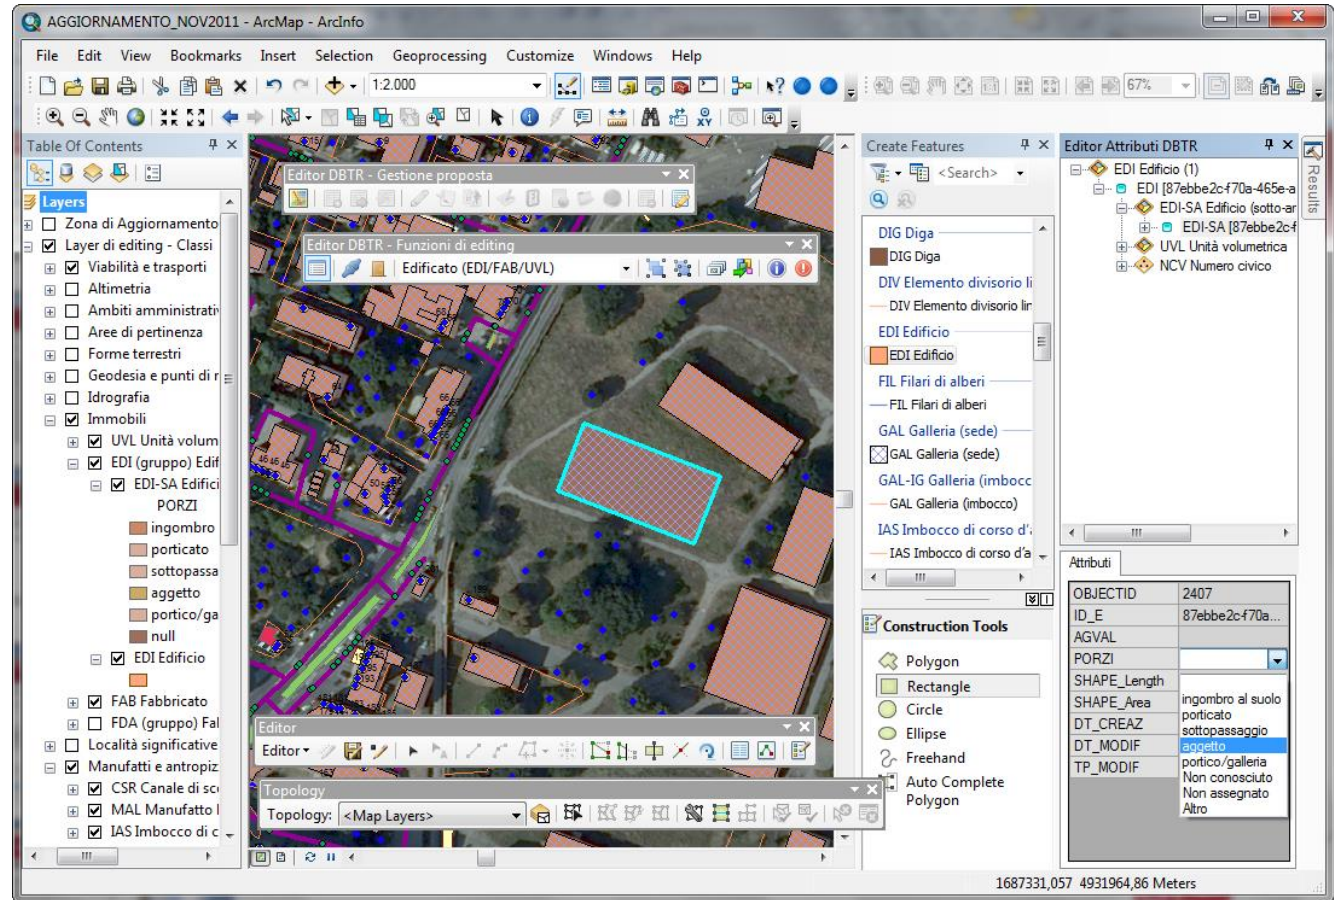 AGGIORNAMENTO_NOV2011 - ArcMap - ArcInfo
File Edit View Bookmarks Insert Selection Geoprocessing Customize Windows Help
1:2.000
67%
Table Of Contents
Layers
Zona di Aggiornamento
Layer di editing - Classi
Viabilità e trasporti
Altimetria
Ambiti amministrativ
Aree di pertinenza
Forme terrestri
Geodesia e punti di r
Idrografia
Immobili
UVL Unità volum
EDI (gruppo) Edif
EDI-SA Edifici
PORZI
ingombro
porticato
sottopassa
aggetto
portico/ga
null
EDI Edificio
FAB Fabbricato
FDA (gruppo) Fal
Località significative
Manufatti e antropiz
CSR Canale di sc
MAL Manufatto
IAS Imbocco di c
Editor DBTR - Gestione proposta
Editor DBTR - Funzioni di editing
Edificato (EDI/FAB/UVL)
Editor
Editor
Topology
Topology: <Map Layers>
Create Features
<Search>
DIG Diga
DIG Diga
DIV Elemento divisorio li
DIV Elemento divisorio lin
EDI Edificio
EDI Edificio
FIL Filari di alberi
FIL Filari di alberi
GAL Galleria (sede)
GAL Galleria (sede)
GAL-IG Galleria (imbocc
GAL Galleria (imbocco)
IAS Imbocco di corso d'
IAS Imbocco di corso d'a
Construction Tools
Polygon
Rectangle
Circle
Ellipse
Freehand
Auto Complete
Polygon
Editor Attributi DBTR
EDI Edificio (1)
EDI [87ebbe2c-f70a-465e-a
EDI-SA Edificio (sotto-ar
EDI-SA [87ebbe2c-f
UVL Unità volumetrica
NCV Numero civico
Results
Attributi
OBJECTID 2407
ID_E 87ebbe2c-f70a...
AGVAL
PORZI
SHAPE_Length
SHAPE_Area
DT_CREAZ
DT_MODIF
TP_MODIF
ingombro al suolo
porticato
sottopassaggio
aggetto
portico/galleria
Non conosciuto
Non assegnato
Altro
1687331,057 4931964,86 Meters